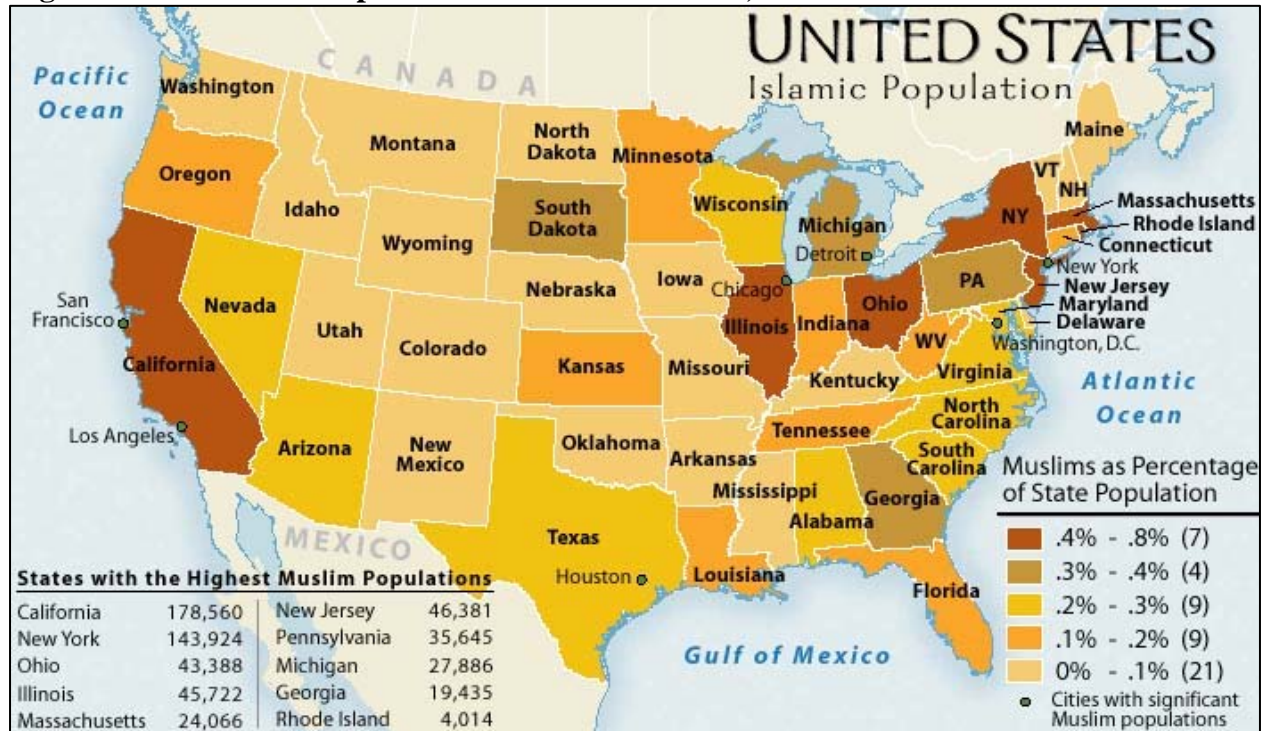 UNITED STATES
Islamic Population
Pacific
Ocean
CANADA
Washington
Oregon
California
Nevada
Idaho
Montana
Wyoming
Utah
Arizona
Colorado
New
Mexico
North
Dakota
South
Dakota
Nebraska
Kansas
Oklahoma
Texas
Minnesota
Iowa
Missouri
Arkansas
Louisiana
Wisconsin
Illinois
Michigan
Indiana
Ohio
Kentucky
Tennessee
Mississippi
Alabama
Georgia
Florida
South
Carolina
North
Carolina
Virginia
WV
PA
NY
VT
NH
Maine
Massachusetts
Rhode Island
Connecticut
New York
New Jersey
Maryland
Delaware
Washington, D.C.
San
Francisco
Los Angeles
Houston
Chicago
Detroit
Atlantic
Ocean
MEXICO
Gulf of Mexico
States with the Highest Muslim Populations
California 178,560 New Jersey 46,381
New York 143,924 Pennsylvania 35,645
Ohio 43,388 Michigan 27,886
Illinois 45,722 Georgia 19,435
Massachusetts 24,066 Rhode Island 4,014
Muslims as Percentage
of State Population
.4% - .8% (7)
.3% - .4% (4)
.2% - .3% (9)
.1% - .2% (9)
0% - .1% (21)
Cities with significant
Muslim populations